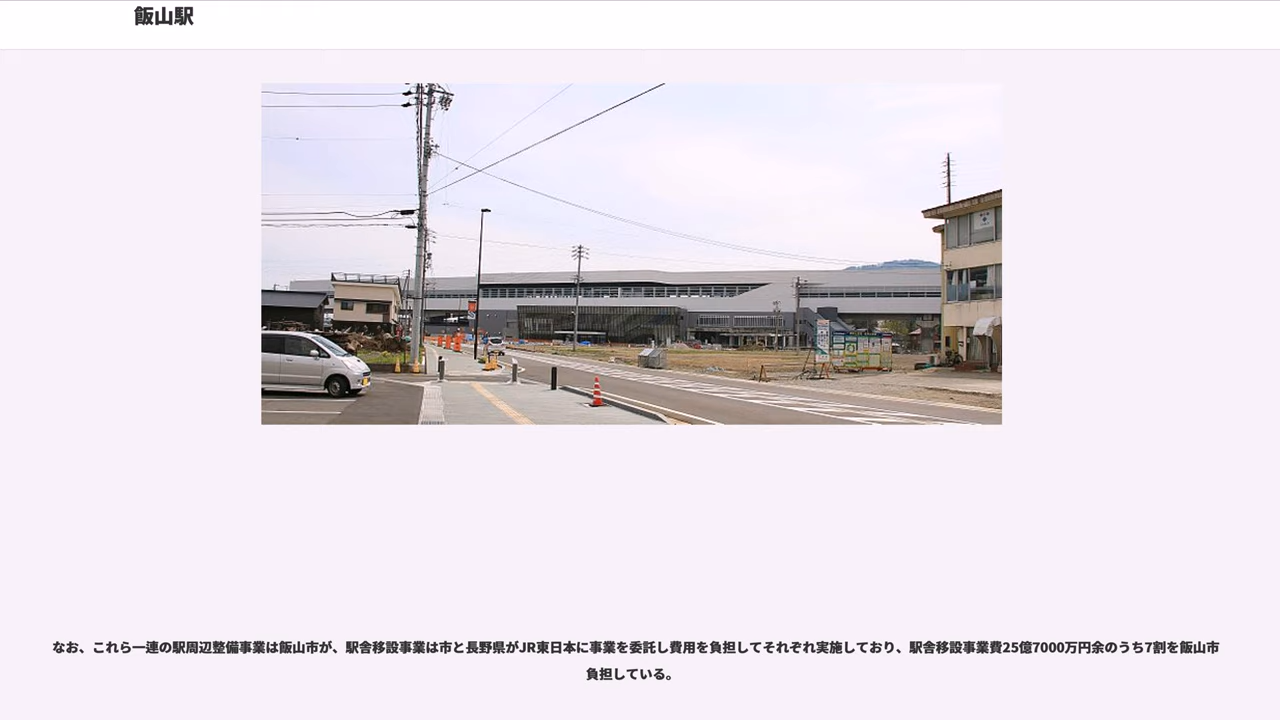 飯山駅
なお、これら一連の駅周辺整備事業は飯山市が、駅舎移設事業は市と長野県がJR東日本に事業を委託し費用を負担してそれぞれ実施しており、駅舎移設事業費25億7000万円余のうち7割を飯山市
負担している。